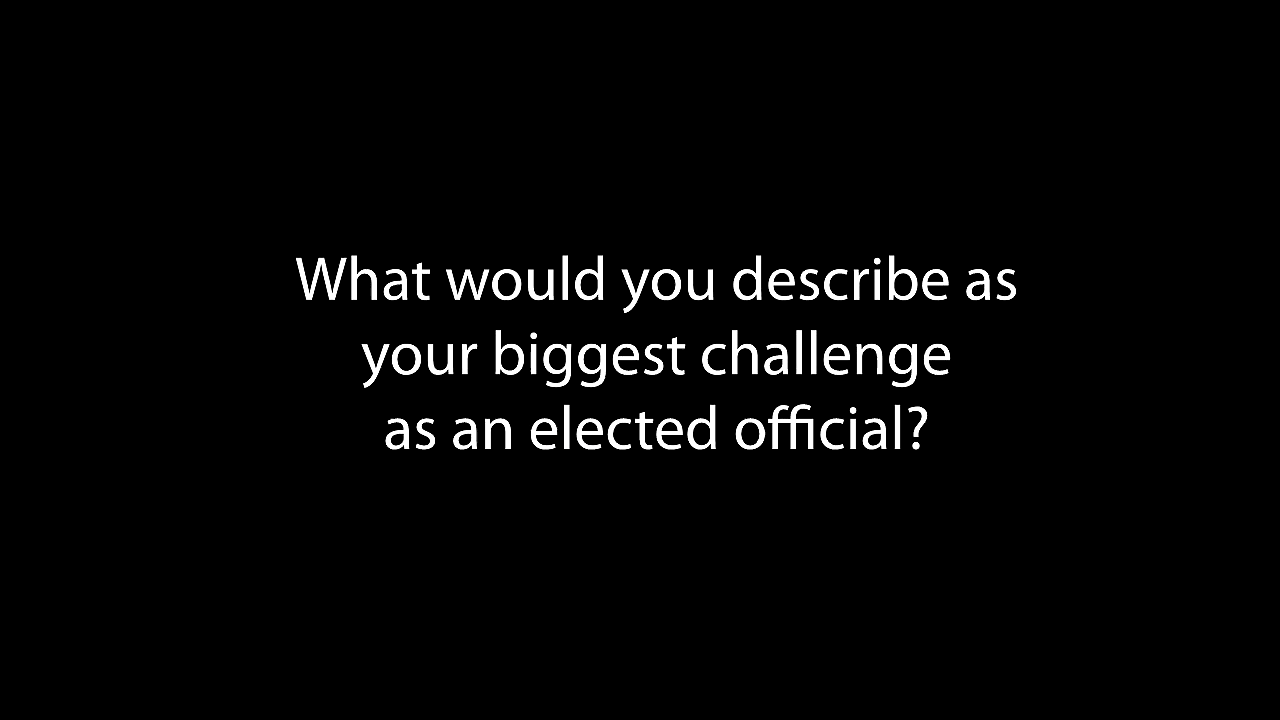 What would you describe as
your biggest challenge
as an elected official?